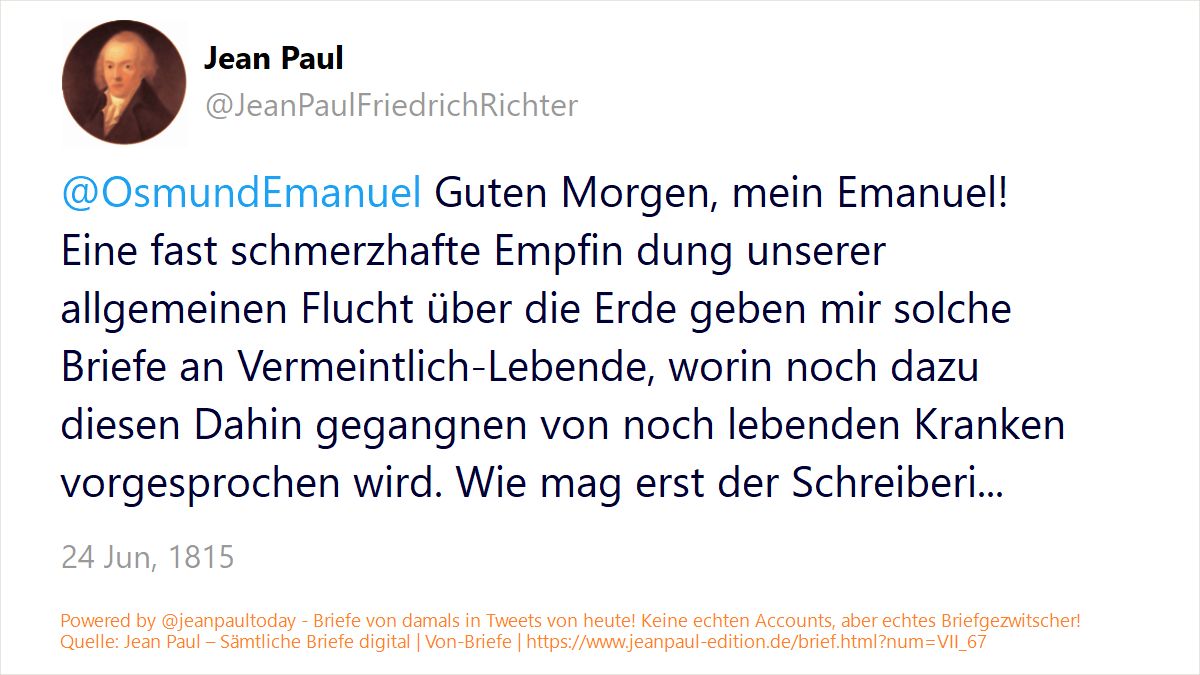 Jean Paul
@JeanPaulFriedrichRichter
@OsmundEmanuel Guten Morgen, mein Emanuel!
Eine fast schmerzhafte Empfin dung unserer
allgemeinen Flucht über die Erde geben mir solche
Briefe an Vermeintlich-Lebende, worin noch dazu
diesen Dahin gegangnen von noch lebenden Kranken
vorgesprochen wird. Wie mag erst der Schreiberi...
24 Jun, 1815
Powered by @jeanpaultoday - Briefe von damals in Tweets von heute! Keine echten Accounts, aber echtes Briefgezwitscher!
Quelle: Jean Paul – Sämtliche Briefe digital | Von-Briefe | https://www.jeanpaul-edition.de/brief.html?num=VII_67